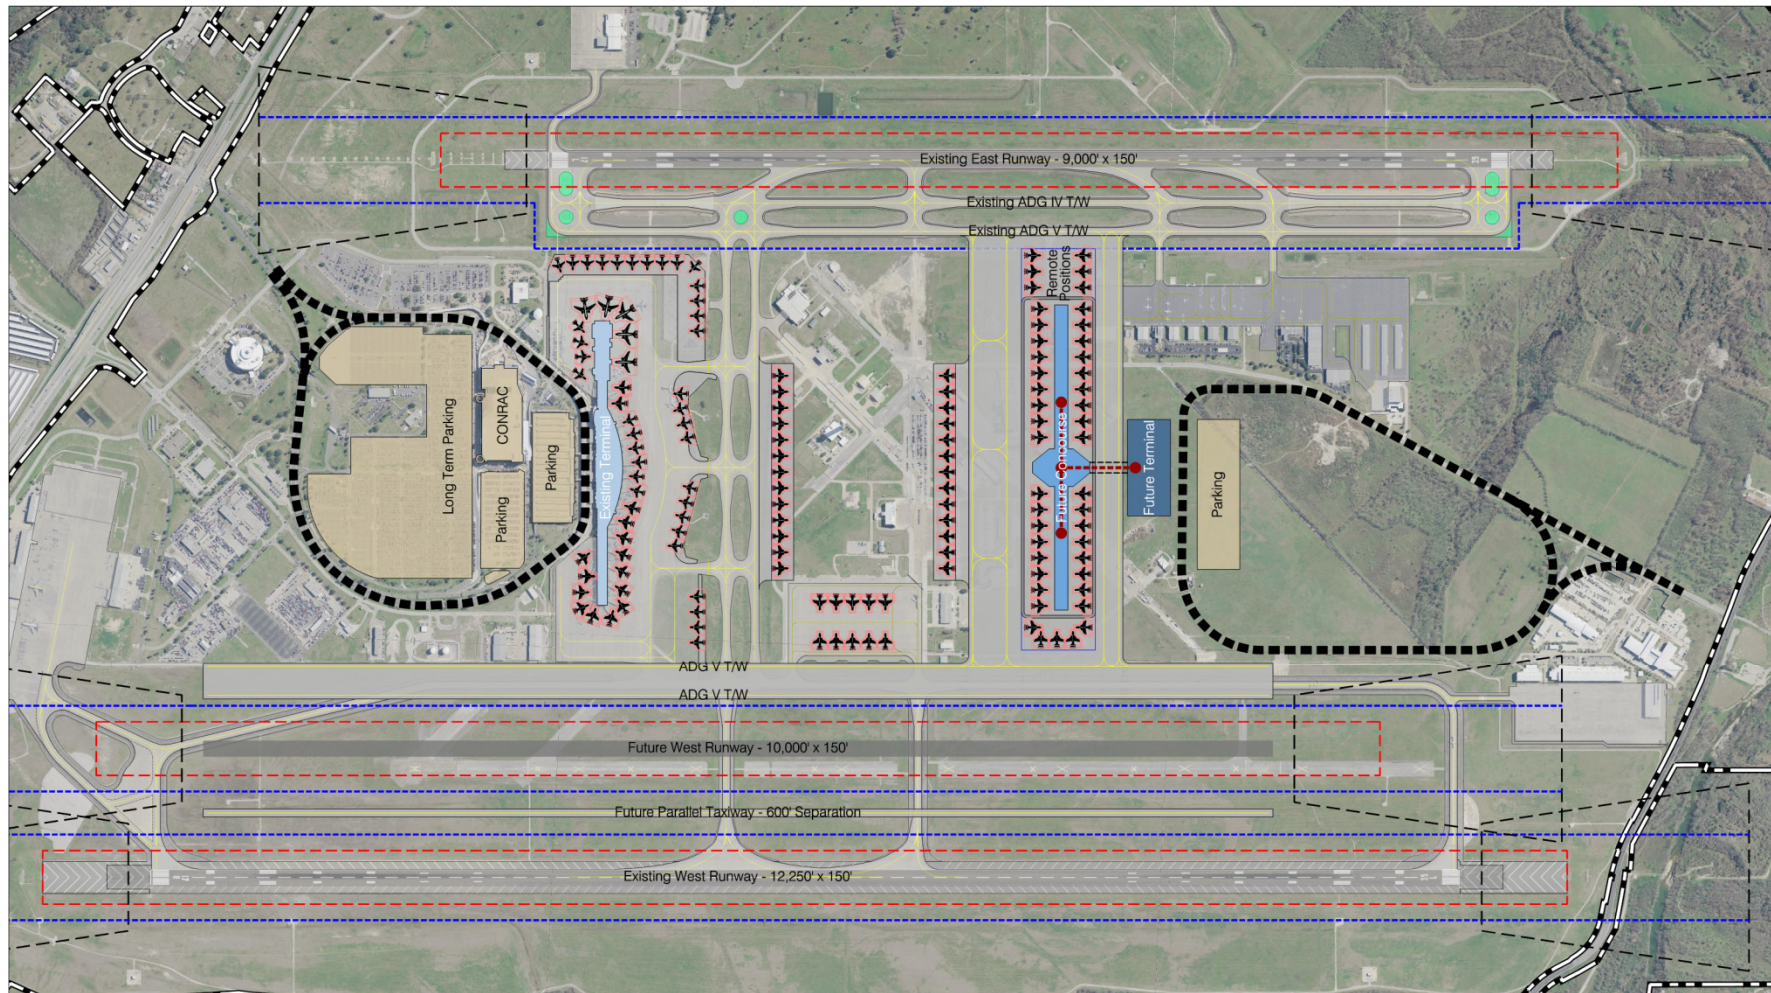 Existing East Runway - 9,000' x 150'
Existing ADG IV T/W
Existing ADG V T/W
Remote
Positions
Long Term Parking
CONRAC
Parking
Parking
Existing Terminal
Future Concourse
Future Terminal
Parking
ADG V T/W
ADG V T/W
Future West Runway - 10,000' x 150'
Future Parallel Taxiway - 600' Separation
Existing West Runway - 12,250' x 150'